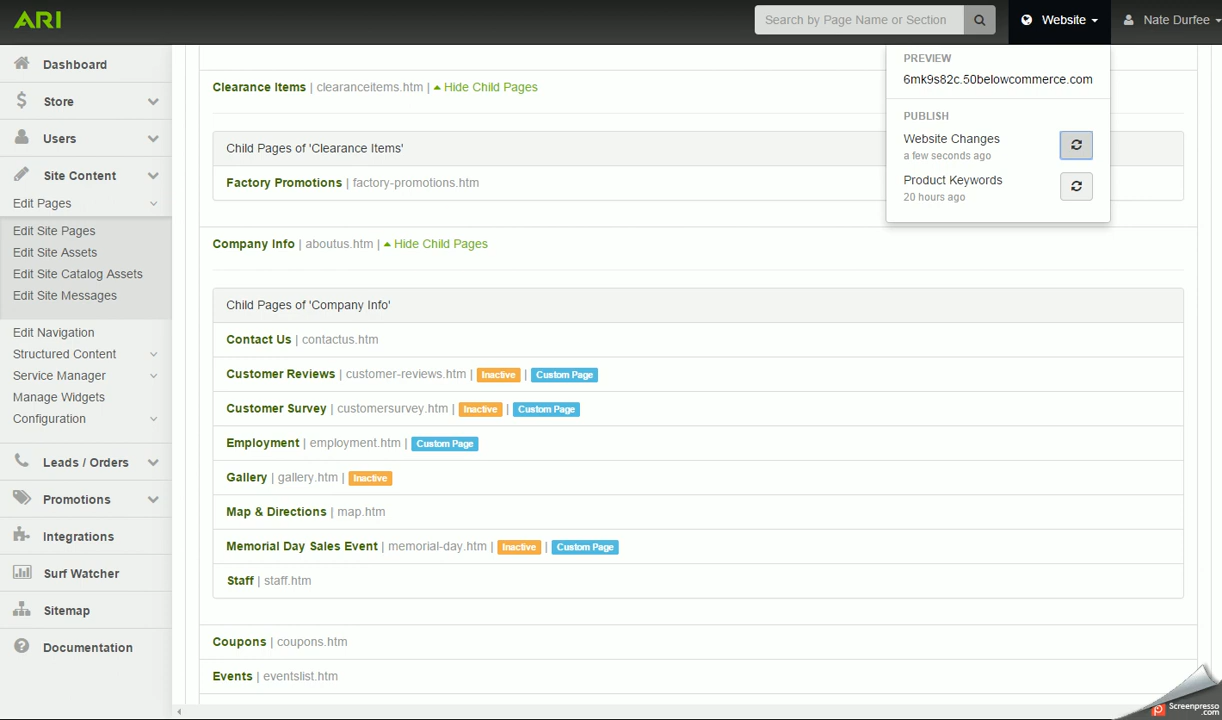 ARI
Search by Page Name or Section
Website
Nate Durfee
Dashboard
Store
Users
Site Content
Edit Pages
Edit Site Pages
Edit Site Assets
Edit Site Catalog Assets
Edit Site Messages
Edit Navigation
Structured Content
Service Manager
Manage Widgets
Configuration
Leads / Orders
Promotions
Integrations
Surf Watcher
Sitemap
Documentation
PREVIEW
6mk9s82c.50belowcommerce.com
PUBLISH
Website Changes
a few seconds ago
Product Keywords
20 hours ago
Clearance Items | clearanceitems.htm | Hide Child Pages
Child Pages of 'Clearance Items'
Factory Promotions | factory-promotions.htm
Company Info | aboutus.htm | Hide Child Pages
Child Pages of 'Company Info'
Contact Us | contactus.htm
Customer Reviews | customer-reviews.htm | Inactive | Custom Page
Customer Survey | customersurvey.htm | Inactive | Custom Page
Employment | employment.htm | Custom Page
Gallery | gallery.htm | Inactive
Map & Directions | map.htm
Memorial Day Sales Event | memorial-day.htm | Inactive | Custom Page
Staff | staff.htm
Coupons | coupons.htm
Events | eventslist.htm
Screenpresso
.com